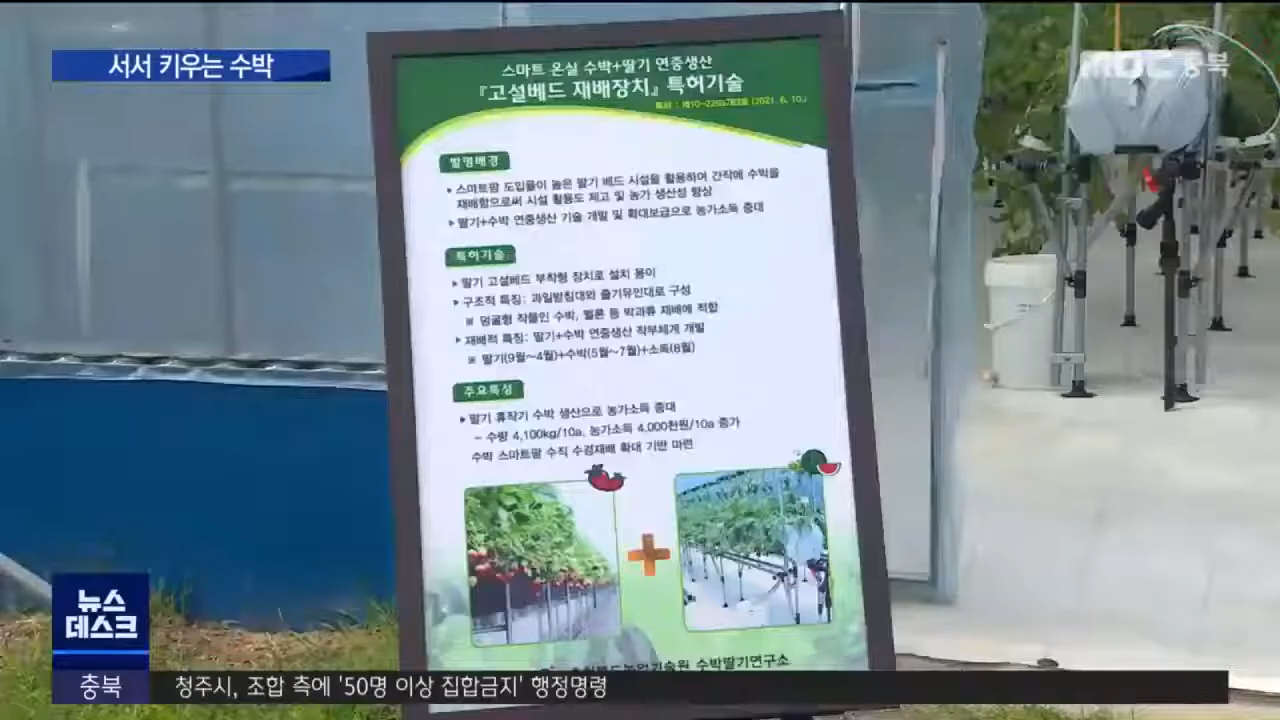 서서 키우는 수박
MBC 충북
스마트 온실 수박+딸기 연중생산
『고설베드 재배장치』 특허기술
(2021. 6. 10.)
발명배경
▸ 스마트팜 도입률이 높은 딸기 베드 시설을 활용하여 간작에 수박을
재배함으로써 시설 활용도 제고 및 농가 생산성 향상
▸ 딸기+수박 연중생산 기술 개발 및 확대보급으로 농가소득 증대
특허기술
▸ 딸기 고설베드 부착형 장치로 설치 용이
▸ 구조적 특징: 과일받침대와 줄기유인대로 구성
※ 덩굴형 작물인 수박, 멜론 등 박과류 재배에 적합
▸ 재배적 특징: 딸기+수박 연중생산 작부체계 개발
※ 딸기(9월~4월)+수박(5월~7월)+소독(8월)
주요특성
▸ 딸기 휴작기 수박 생산으로 농가소득 증대
- 수량 4,100kg/10a, 농가소득 4,000천원/10a 증가
수박 스마트팜 수직 수경재배 확대 기반 마련
충청북도농업기술원 수박딸기연구소
뉴스
데스크
충북
청주시, 조합 측에 '50명 이상 집합금지' 행정명령